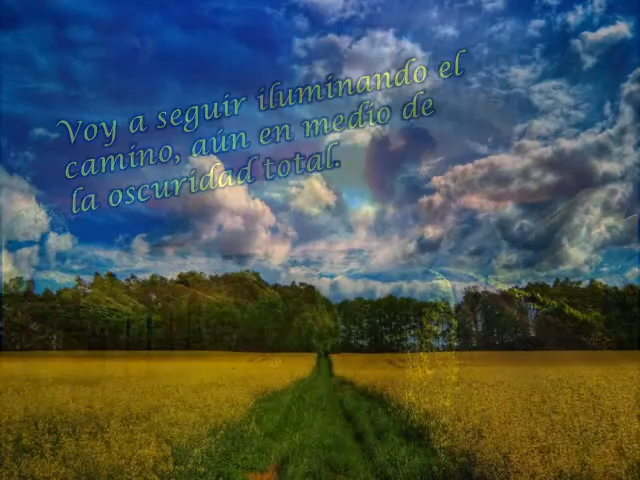 Voy a seguir iluminando el
camino, aún en medio de
la oscuridad total.